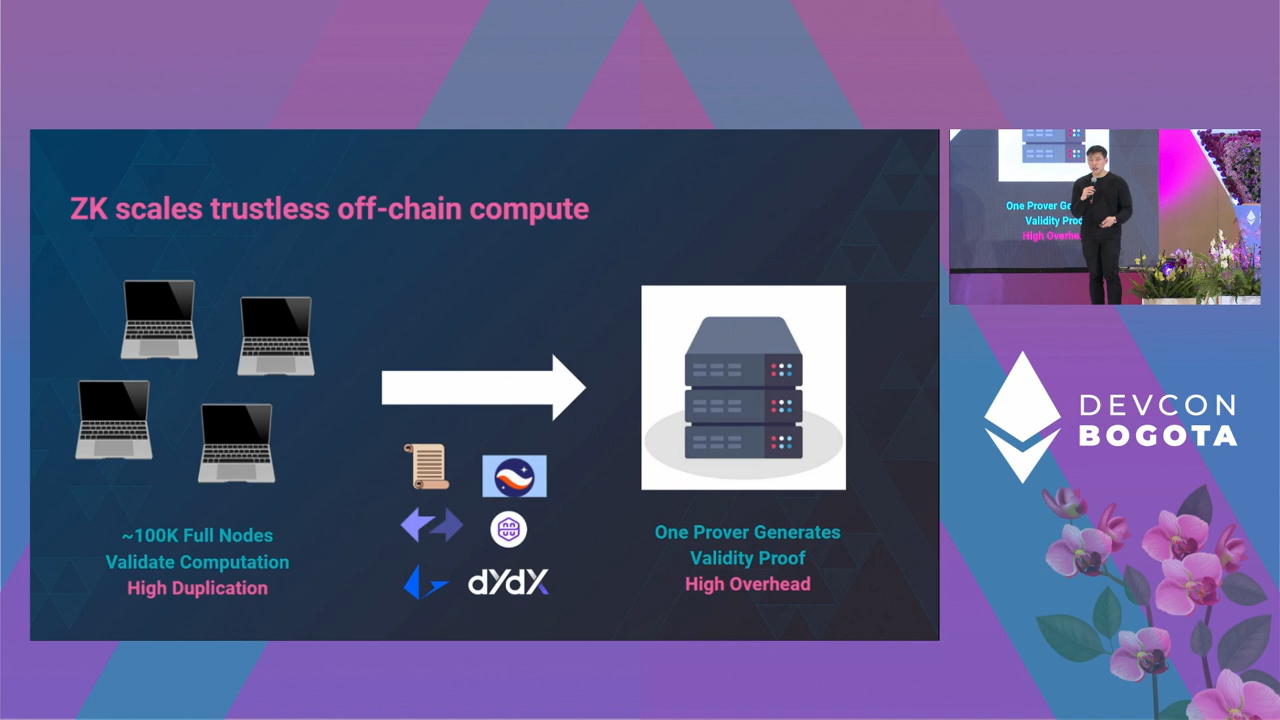 ZK scales trustless off-chain compute
~100K Full Nodes
Validate Computation
High Duplication
dYdX
One Prover Generates
Validity Proof
High Overhead
One Prover Ge
Validity Proo
High Overhe
DEVCON
BOGOTA